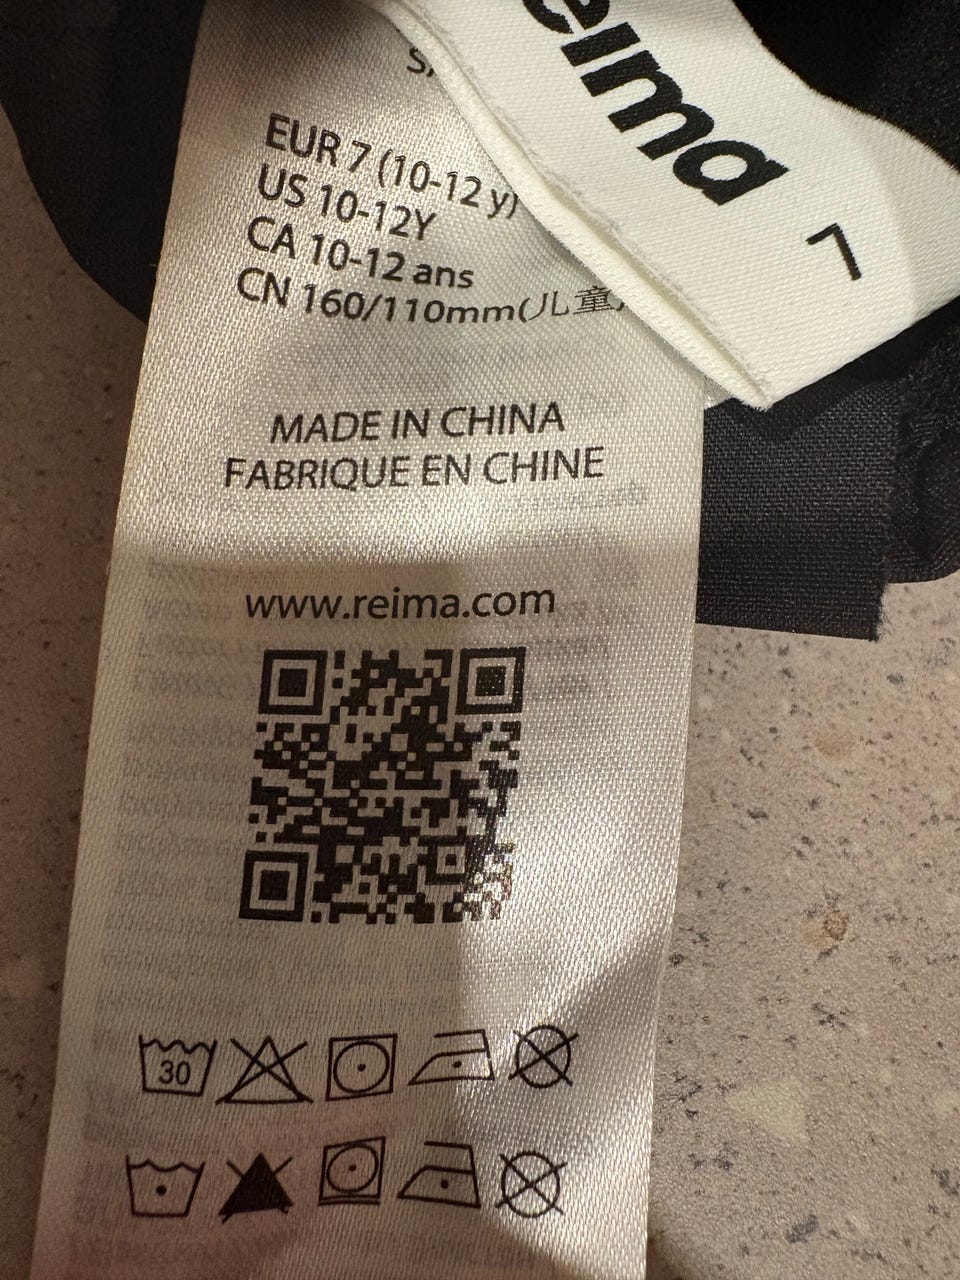 eima 7
EUR 7 (10-12 y)
US 10-12Y
CA 10-12 ans
CN 160/110mm(儿童)
MADE IN CHINA
FABRIQUE EN CHINE
www.reima.com
30